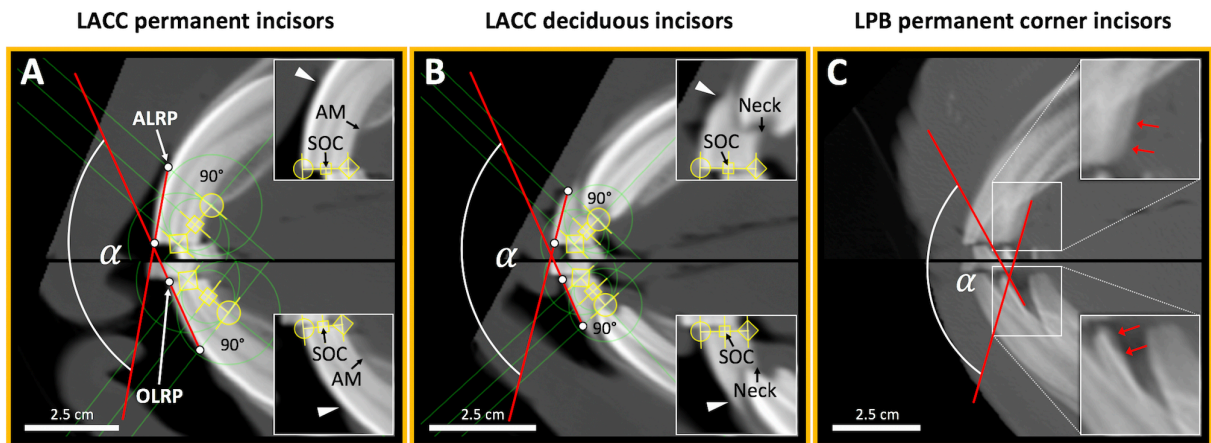 LACC permanent incisors
LACC deciduous incisors
LPB permanent corner incisors
A
ALRP
AM
SOC
90°
α
90°
SOC
AM
OLRP
2.5 cm
B
Neck
SOC
90°
α
90°
SOC
Neck
2.5 cm
C
α
2.5 cm